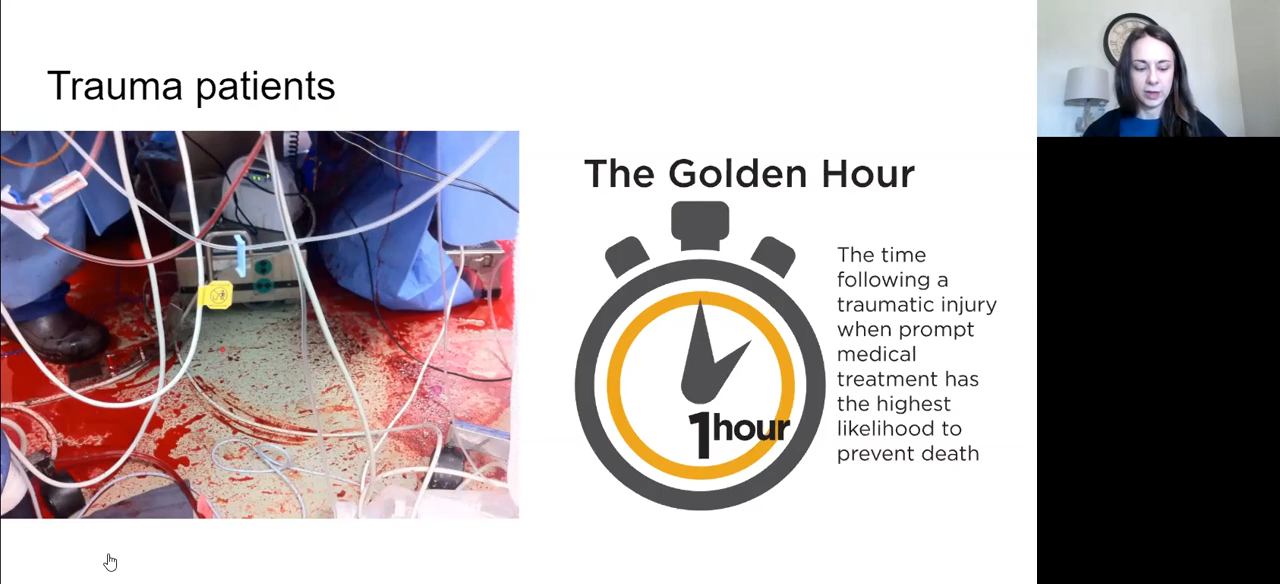 Trauma patients
The Golden Hour
The time
following a
traumatic injury
when prompt
medical
treatment has
the highest
likelihood to
prevent death
1hour